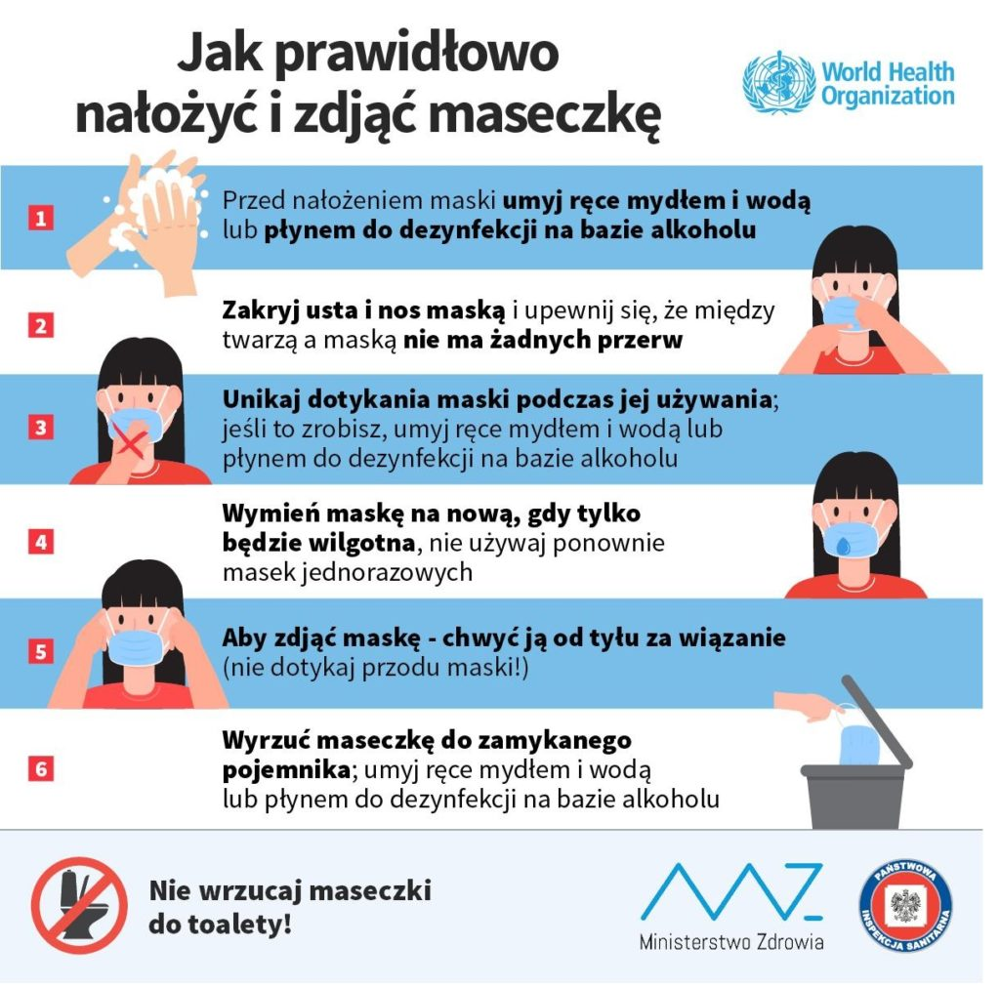 Jak prawidłowo
nałożyć i zdjąć maseczkę
World Health
Organization
1
Przed nałożeniem maski umyj ręce mydłem i wodą
lub płynem do dezynfekcji na bazie alkoholu
2
Zakryj usta i nos maską i upewnij się, że między
twarzą a maską nie ma żadnych przerw
3
Unikaj dotykania maski podczas jej używania;
jeśli to zrobisz, umyj ręce mydłem i wodą lub
płynem do dezynfekcji na bazie alkoholu
4
Wymień maskę na nową, gdy tylko
będzie wilgotna, nie używaj ponownie
masek jednorazowych
5
Aby zdjąć maskę - chwyć ją od tyłu za wiązanie
(nie dotykaj przodu maski!)
6
Wyrzuć maseczkę do zamykanego
pojemnika; umyj ręce mydłem i wodą
lub płynem do dezynfekcji na bazie alkoholu
Nie wrzucaj maseczki
do toalety!
MZ
Ministerstwo Zdrowia
PAŃSTWOWA
INSPEKCJA SANITARNA